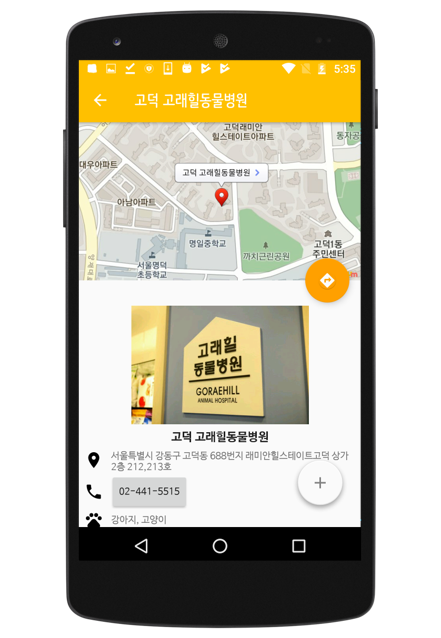 5:35
고덕 고래힐동물병원
고덕래미안
힐스테이트아파트
동자공
대우아파트
고덕 고래힐동물병원
아남아파트
명일중학교
고덕1동
주민센터
까치근린공원
서울명덕
초등학교
고래힐
동물병원
GORAEHILL
ANIMAL HOSPITAL
고덕 고래힐동물병원
서울특별시 강동구 고덕동 688번지 래미안힐스테이트고덕 상가
2층 212,213호
02-441-5515
강아지, 고양이